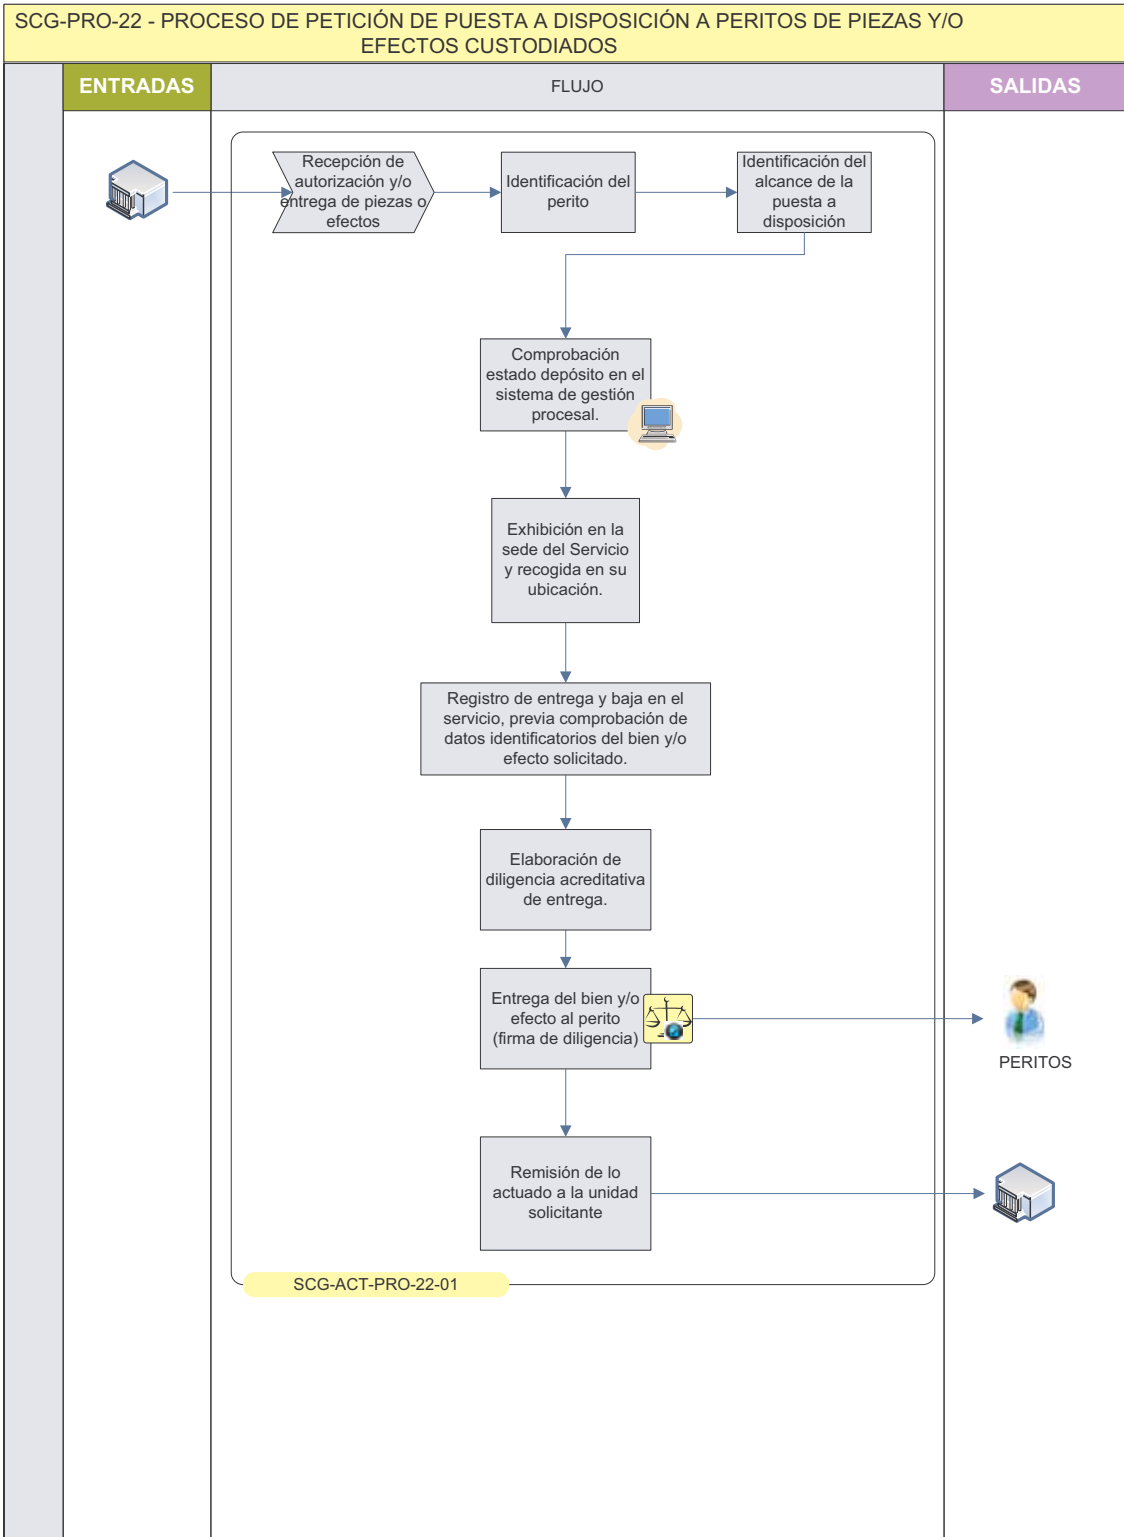 SCG-PRO-22 - PROCESO DE PETICIÓN DE PUESTA A DISPOSICIÓN A PERITOS DE PIEZAS Y/O
EFECTOS CUSTODIADOS
ENTRADAS
FLUJO
SALIDAS
Recepción de
autorización y/o
entrega de piezas o
efectos
Identificación del
perito
Identificación del
alcance de la
puesta a
disposición
Comprobación
estado depósito en el
sistema de gestión
procesal.
Exhibición en la
sede del Servicio
y recogida en su
ubicación.
Registro de entrega y baja en el
servicio, previa comprobación de
datos identificatorios del bien y/o
efecto solicitado.
Elaboración de
diligencia acreditativa
de entrega.
Entrega del bien y/o
efecto al perito
(firma de diligencia)
PERITOS
Remisión de lo
actuado a la unidad
solicitante
SCG-ACT-PRO-22-01